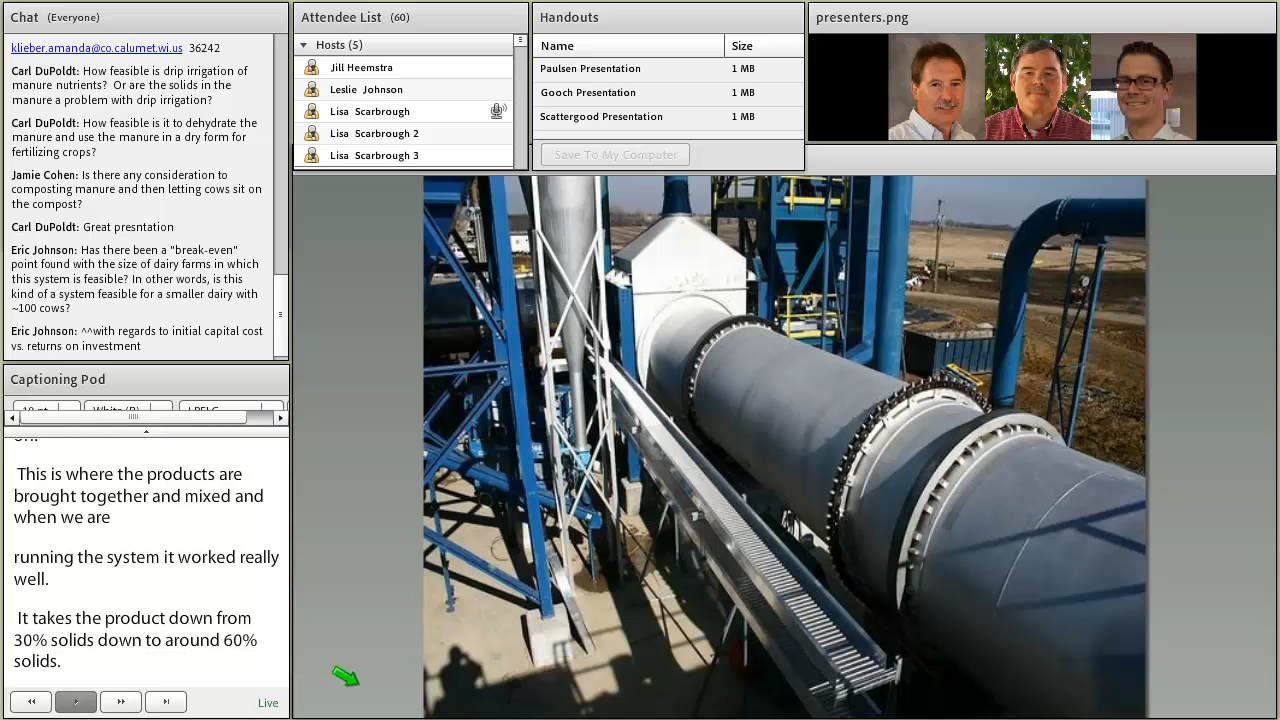 Chat (Everyone)
klieber.amanda@co.calumet.wi.us 36242
Carl DuPoldt: How feasible is drip irrigation of
manure nutrients? Or are the solids in the
manure a problem with drip irrigation?
Carl DuPoldt: How feasible is it to dehydrate the
manure and use the manure in a dry form for
fertilizing crops?
Jamie Cohen: Is there any consideration to
composting manure and then letting cows sit on
the compost?
Carl DuPoldt: Great presntation
Eric Johnson: Has there been a "break-even"
point found with the size of dairy farms in which
this system is feasible? In other words, is this
kind of a system feasible for a smaller dairy with
~100 cows?
Eric Johnson: ^^with regards to initial capital cost
vs. returns on investment
Captioning Pod
This is where the products are
brought together and mixed and
when we are
running the system it worked really
well.
It takes the product down from
30% solids down to around 60%
solids.
Live
Attendee List (60)
Hosts (5)
Jill Heemstra
Leslie Johnson
Lisa Scarbrough
Lisa Scarbrough 2
Lisa Scarbrough 3
Handouts
Name Size
Paulsen Presentation 1 MB
Gooch Presentation 1 MB
Scattergood Presentation 1 MB
Save To My Computer
presenters.png